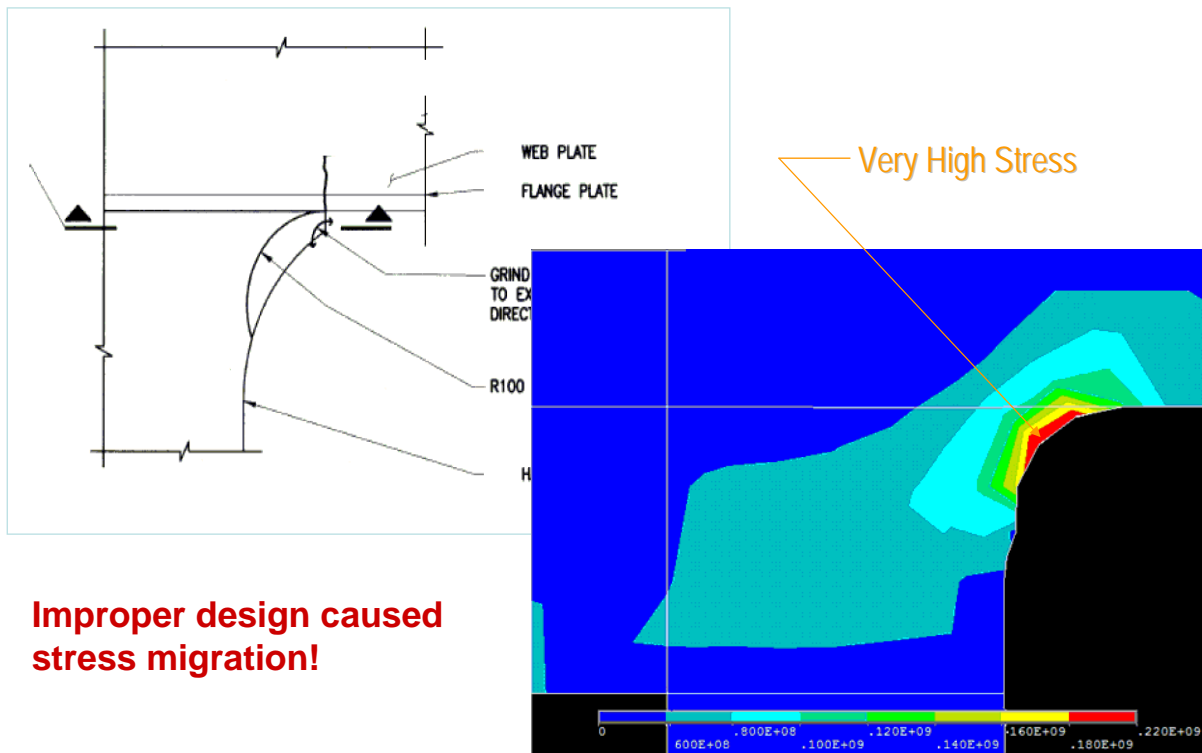 WEB PLATE
FLANGE PLATE
Very High Stress
GRIND
TO EX
DIRECT
R100
H
Improper design caused
stress migration!
0
600E+08
.800E+08
.100E+09
.120E+09
.140E+09
.160E+09
.180E+09
.220E+09